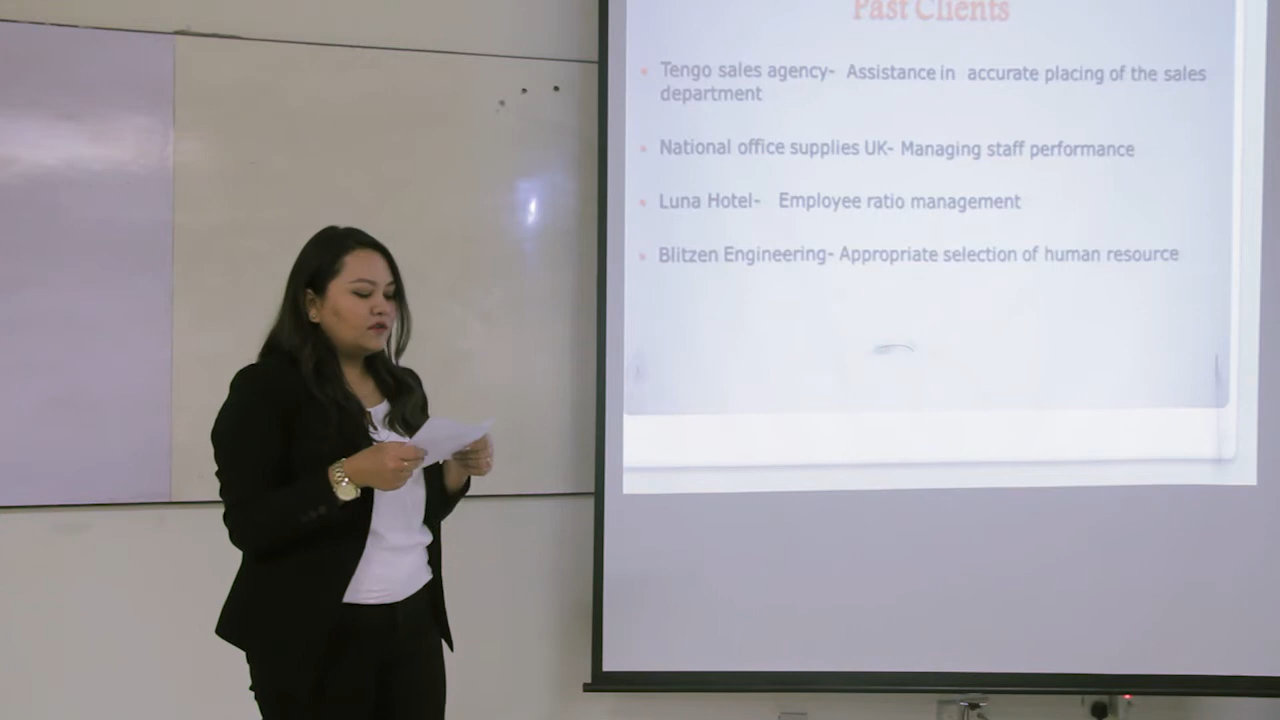 Past Clients
Tengo sales agency- Assistance in accurate placing of the sales
department
National office supplies UK- Managing staff performance
Luna Hotel- Employee ratio management
Blitzen Engineering- Appropriate selection of human resource